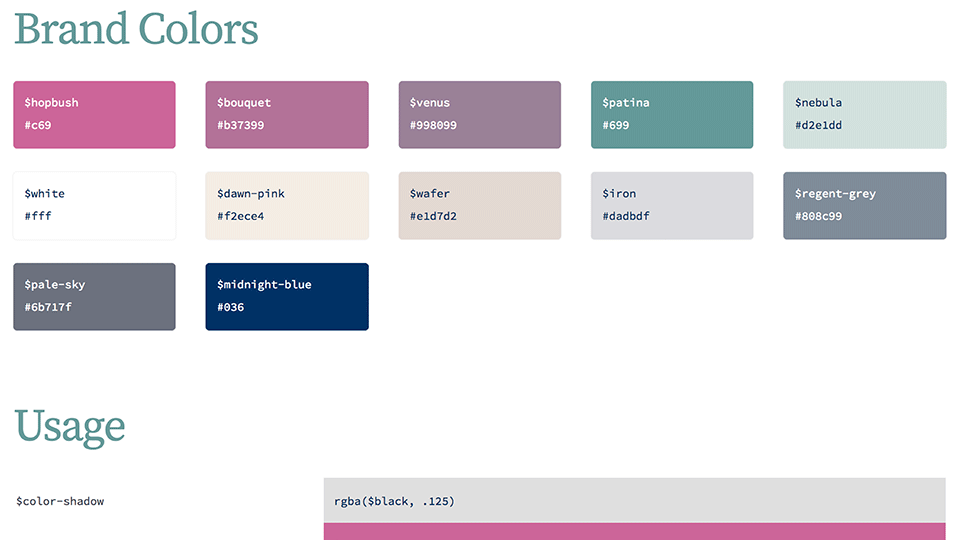 Brand Colors
$hopbush
#c69
$bouquet
#b37399
$venus
#998099
$patina
#699
$nebula
#d2e1dd
$white
#fff
$dawn-pink
#f2ece4
$wafer
#e1d7d2
$iron
#dadbdf
$regent-grey
#808c99
$pale-sky
#6b717f
$midnight-blue
#036
Usage
$color-shadow
rgba($black, .125)